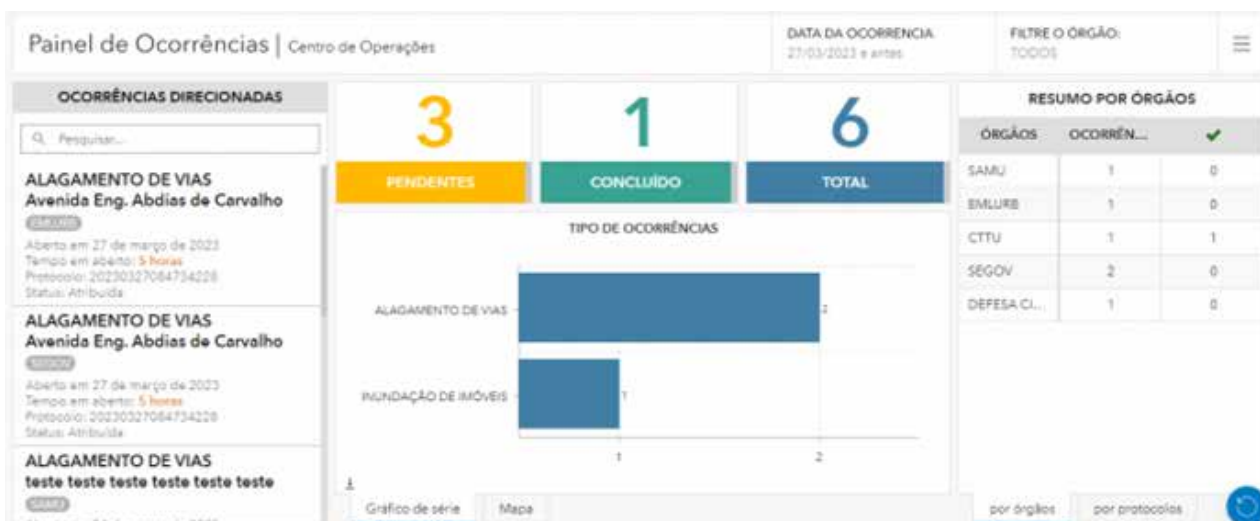 Painel de Ocorrências | Centro de Operações
DATA DA OCORRENCIA
27/03/2023 e antes
FILTRE O ÓRGÃO:
TODOS
OCORRÊNCIAS DIRECIONADAS
Pesquisar...
ALAGAMENTO DE VIAS
Avenida Eng. Abdias de Carvalho
EMLURB
Aberto em 27 de março de 2023
Tempo em aberto: 5 horas
Protocolo: 20230327084734228
Status: Atribuída
ALAGAMENTO DE VIAS
Avenida Eng. Abdias de Carvalho
SEGOV
Aberto em 27 de março de 2023
Tempo em aberto: 5 horas
Protocolo: 20230327084734228
Status: Atribuída
ALAGAMENTO DE VIAS
teste teste teste teste teste teste
SAMU
3
PENDENTES
1
CONCLUÍDO
6
TOTAL
TIPO DE OCORRÊNCIAS
ALAGAMENTO DE VIAS
2
INUNDAÇÃO DE IMÓVEIS
1
1 2
Gráfico de série Mapa
RESUMO POR ÓRGÃOS
ÓRGÃOS OCORRÊN...
SAMU 1 0
EMLURB 1 0
CTTU 1 1
SEGOV 2 0
DEFESA CI... 1 0
por órgãos por protocolos